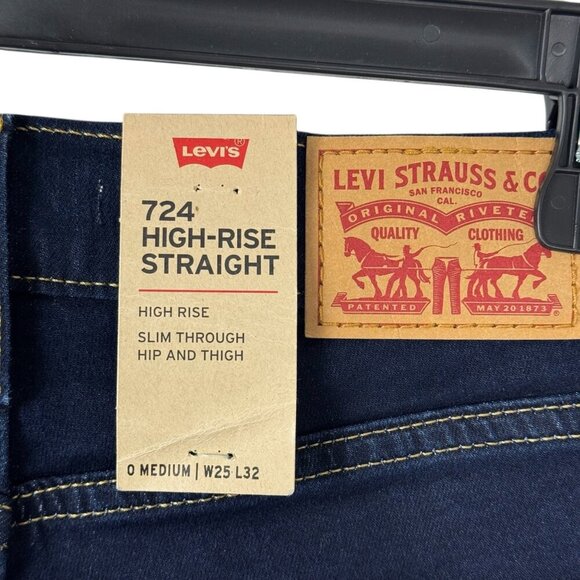 LEVI'S®
724
HIGH-RISE
STRAIGHT
HIGH RISE
SLIM THROUGH
HIP AND THIGH
0 MEDIUM | W25 L32
LEVI STRAUSS & CO
SAN FRANCISCO
CAL.
ORIGINAL RIVETE
QUALITY CLOTHING
PATENTED MAY 20 1873